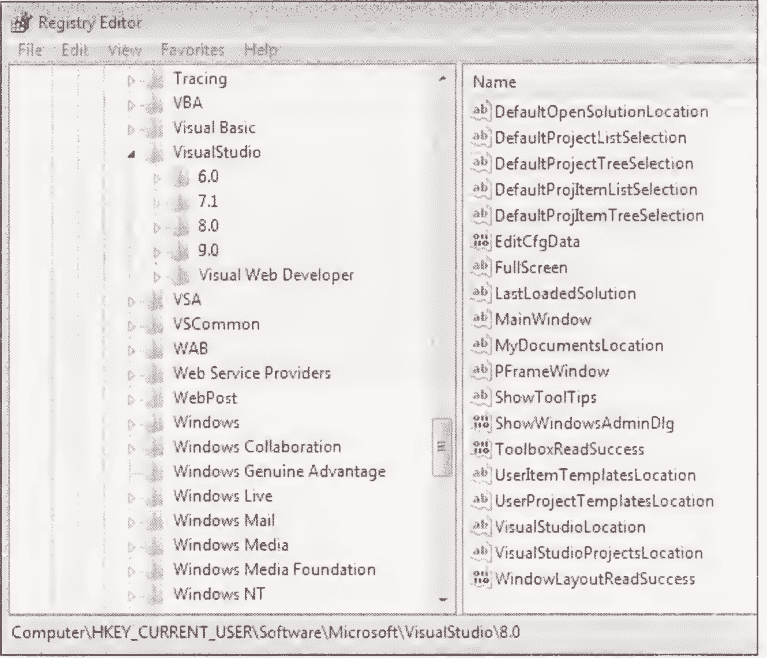 Registry Editor
File Edit View Favorites Help
Tracing
VBA
Visual Basic
VisualStudio
6.0
7.1
8.0
9.0
Visual Web Developer
VSA
VSCommon
WAB
Web Service Providers
WebPost
Windows
Windows Collaboration
Windows Genuine Advantage
Windows Live
Windows Mail
Windows Media
Windows Media Foundation
Windows NT
Name
DefaultOpenSolutionLocation
DefaultProjectListSelection
DefaultProjectTreeSelection
DefaultProjItemListSelection
DefaultProjItemTreeSelection
EditCfgData
FullScreen
LastLoadedSolution
MainWindow
MyDocumentsLocation
PFrameWindow
ShowToolTips
ShowWindowsAdminDlg
ToolboxReadSuccess
UserItemTemplatesLocation
UserProjectTemplatesLocation
VisualStudioLocation
VisualStudioProjectsLocation
WindowLayoutReadSuccess
Computer\HKEY_CURRENT_USER\Software\Microsoft\VisualStudio\8.0